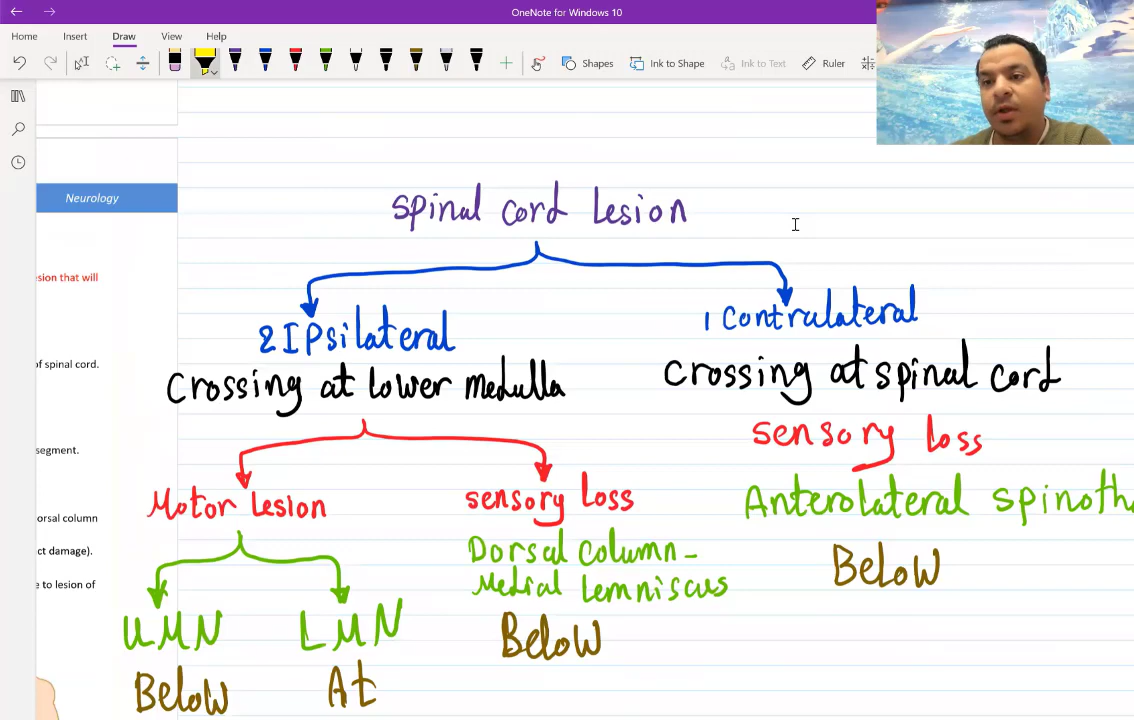 OneNote for Windows 10
Home Insert Draw View Help
Shapes Ink to Shape Ink to Text Ruler
Neurology
esion that will
of spinal cord.
segment.
orsal column
ct damage).
e to lesion of
Spinal cord Lesion
2 IPsilateral
1 Contrulateral
Crossing at lower medulla
Crossing at spinal cord
Sensory loss
Motor Lesion
sensory Loss
Anterolateral spinoth
Dorsal column -
Medial Lemniscus
Below
UMN
LMN
Below
Below
At